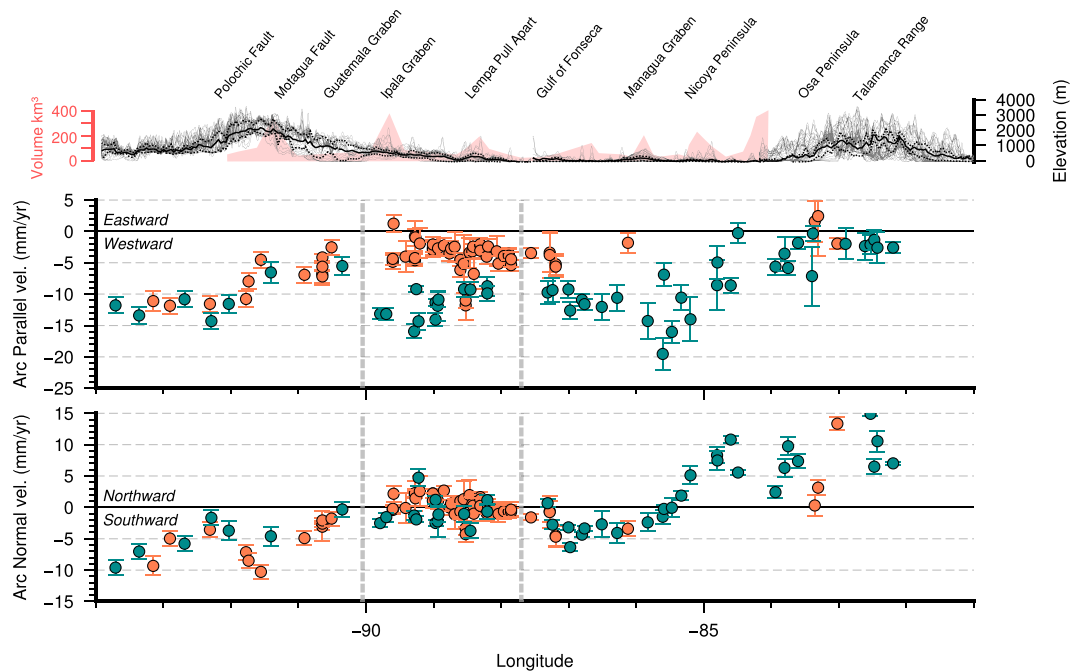 Polochic Fault
Motagua Fault
Guatemala Graben
Ipala Graben
Lempa Pull Apart
Gulf of Fonseca
Managua Graben
Nicoya Peninsula
Osa Peninsula
Talamanca Range
Volume km³
400
200
0
4000
3000
2000
1000
0
Elevation (m)
Arc Parallel vel. (mm/yr)
5
0
−5
−10
−15
−20
−25
Eastward
Westward
Arc Normal vel. (mm/yr)
15
10
5
0
−5
−10
−15
Northward
Southward
−90
−85
Longitude